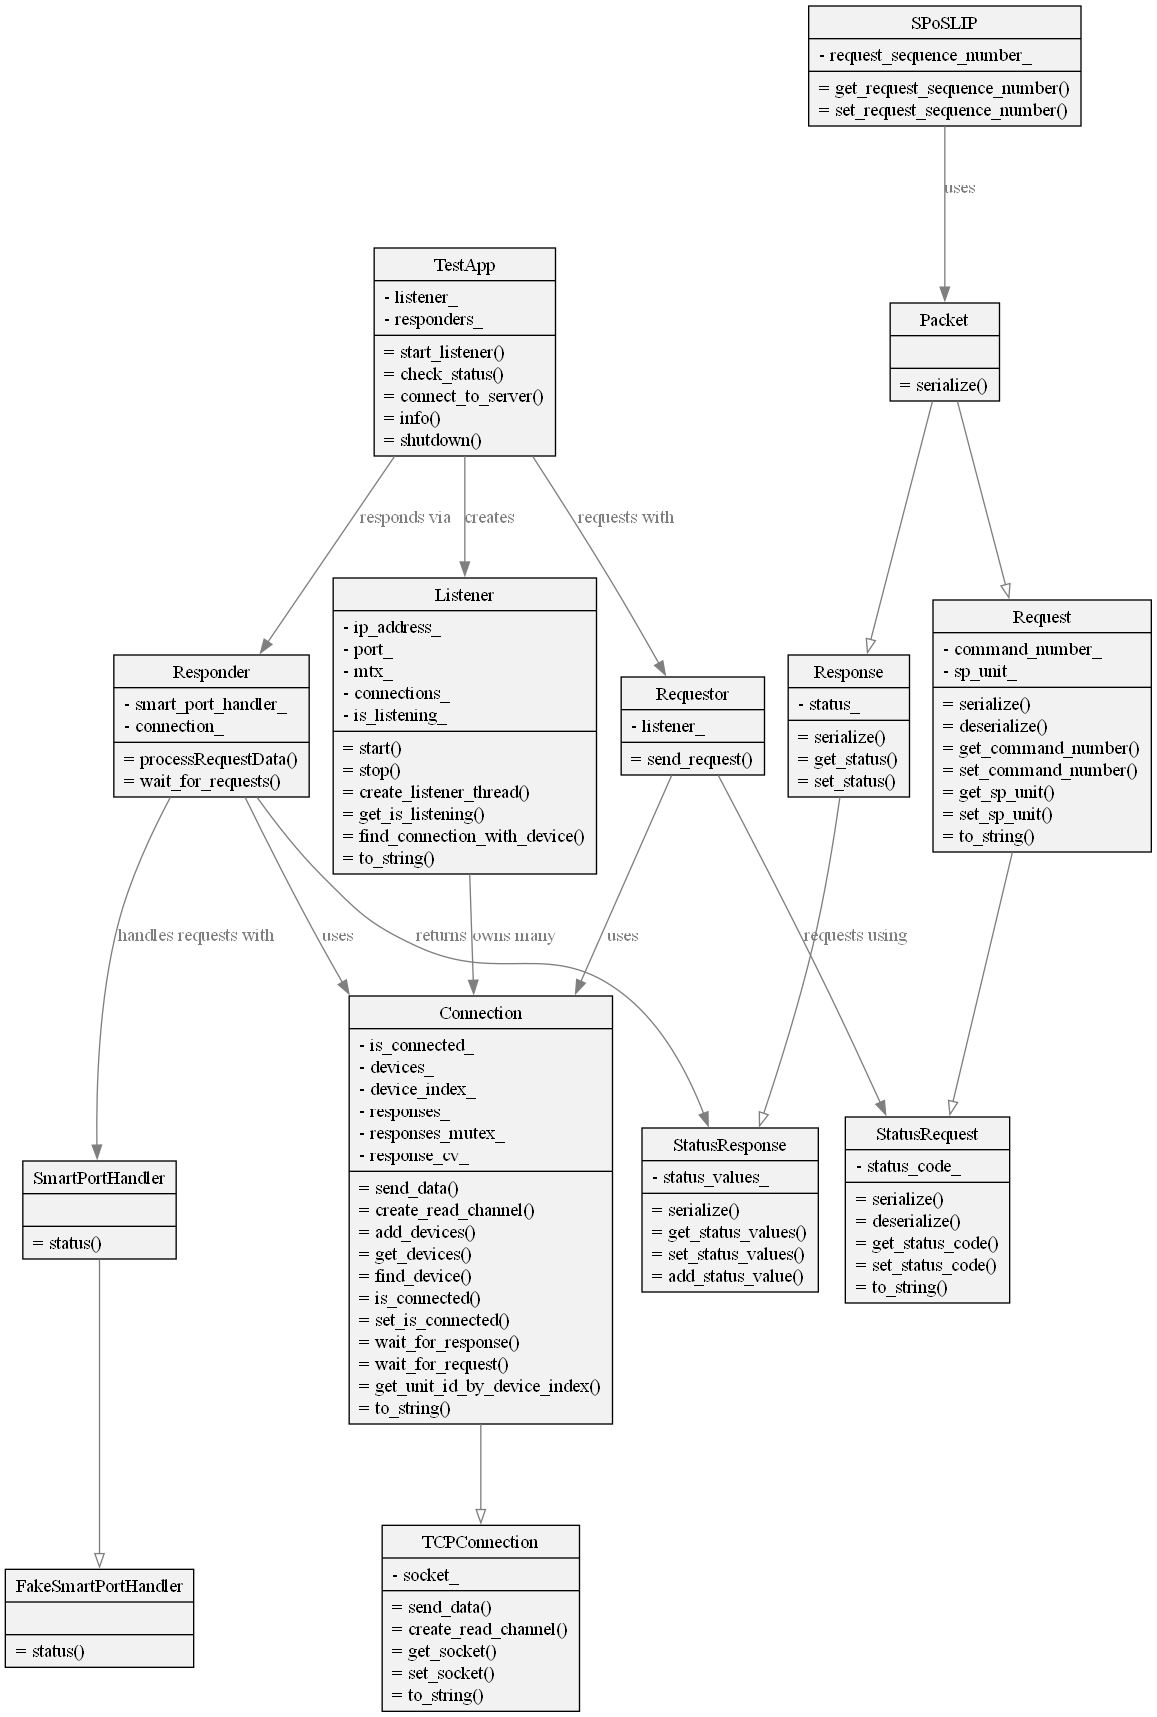 SPoSLIP
- request_sequence_number_
= get_request_sequence_number()
= set_request_sequence_number()
uses
TestApp
- listener_
- responders_
= start_listener()
= check_status()
= connect_to_server()
= info()
= shutdown()
Packet
= serialize()
responds via
creates
requests with
Responder
- smart_port_handler_
- connection_
= processRequestData()
= wait_for_requests()
Listener
- ip_address_
- port_
- mtx_
- connections_
- is_listening_
= start()
= stop()
= create_listener_thread()
= get_is_listening()
= find_connection_with_device()
= to_string()
Requestor
- listener_
= send_request()
Response
- status_
= serialize()
= get_status()
= set_status()
Request
- command_number_
- sp_unit_
= serialize()
= deserialize()
= get_command_number()
= set_command_number()
= get_sp_unit()
= set_sp_unit()
= to_string()
handles requests with
uses
returns
owns many
uses
requests using
Connection
- is_connected_
- devices_
- device_index_
- responses_
- responses_mutex_
- response_cv_
= send_data()
= create_read_channel()
= add_devices()
= get_devices()
= find_device()
= is_connected()
= set_is_connected()
= wait_for_response()
= wait_for_request()
= get_unit_id_by_device_index()
= to_string()
SmartPortHandler
= status()
StatusResponse
- status_values_
= serialize()
= get_status_values()
= set_status_values()
= add_status_value()
StatusRequest
- status_code_
= serialize()
= deserialize()
= get_status_code()
= set_status_code()
= to_string()
FakeSmartPortHandler
= status()
TCPConnection
- socket_
= send_data()
= create_read_channel()
= get_socket()
= set_socket()
= to_string()